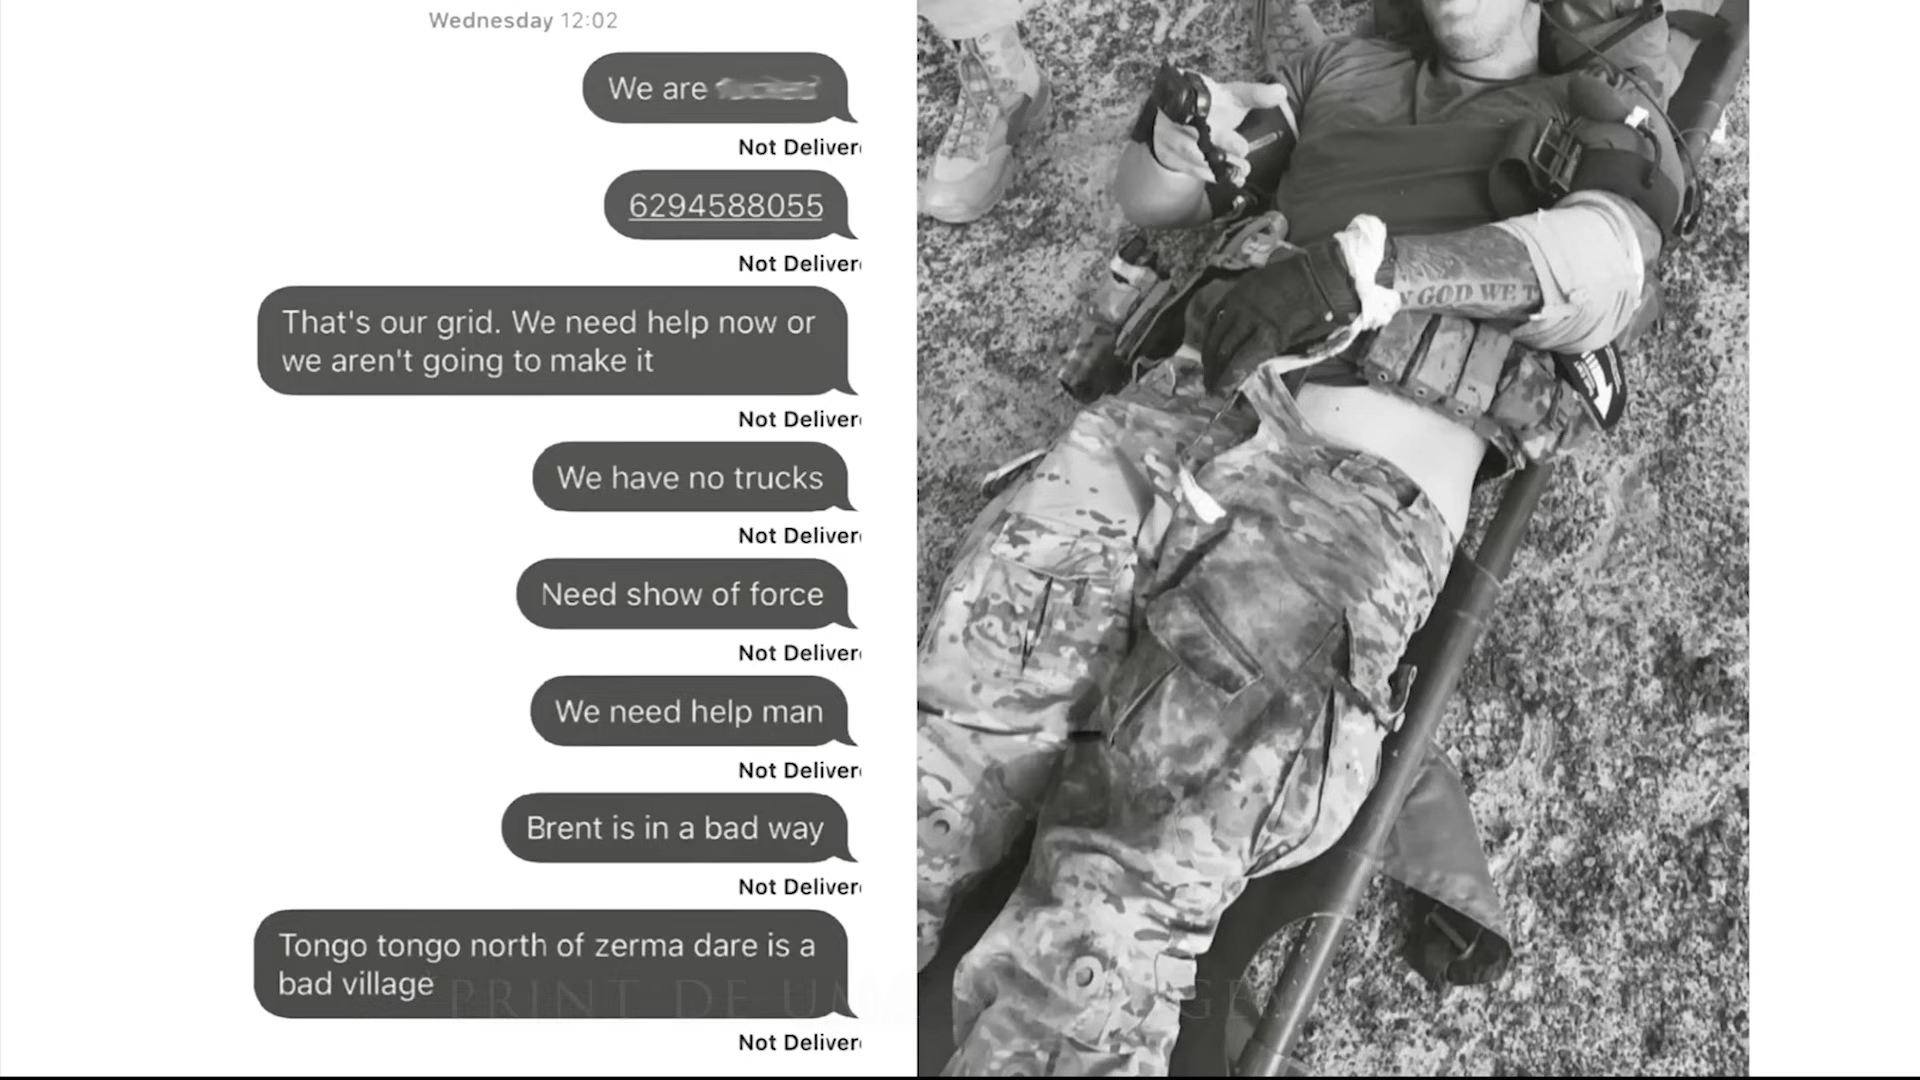 Wednesday 12:02
We are
Not Deliver
6294588055
Not Deliver
That's our grid. We need help now or
we aren't going to make it
Not Deliver
We have no trucks
Not Deliver
Need show of force
Not Deliver
We need help man
Not Deliver
Brent is in a bad way
Not Deliver
Tongo tongo north of zerma dare is a
bad village
Not Deliver
GOD WE T
PRINT DE